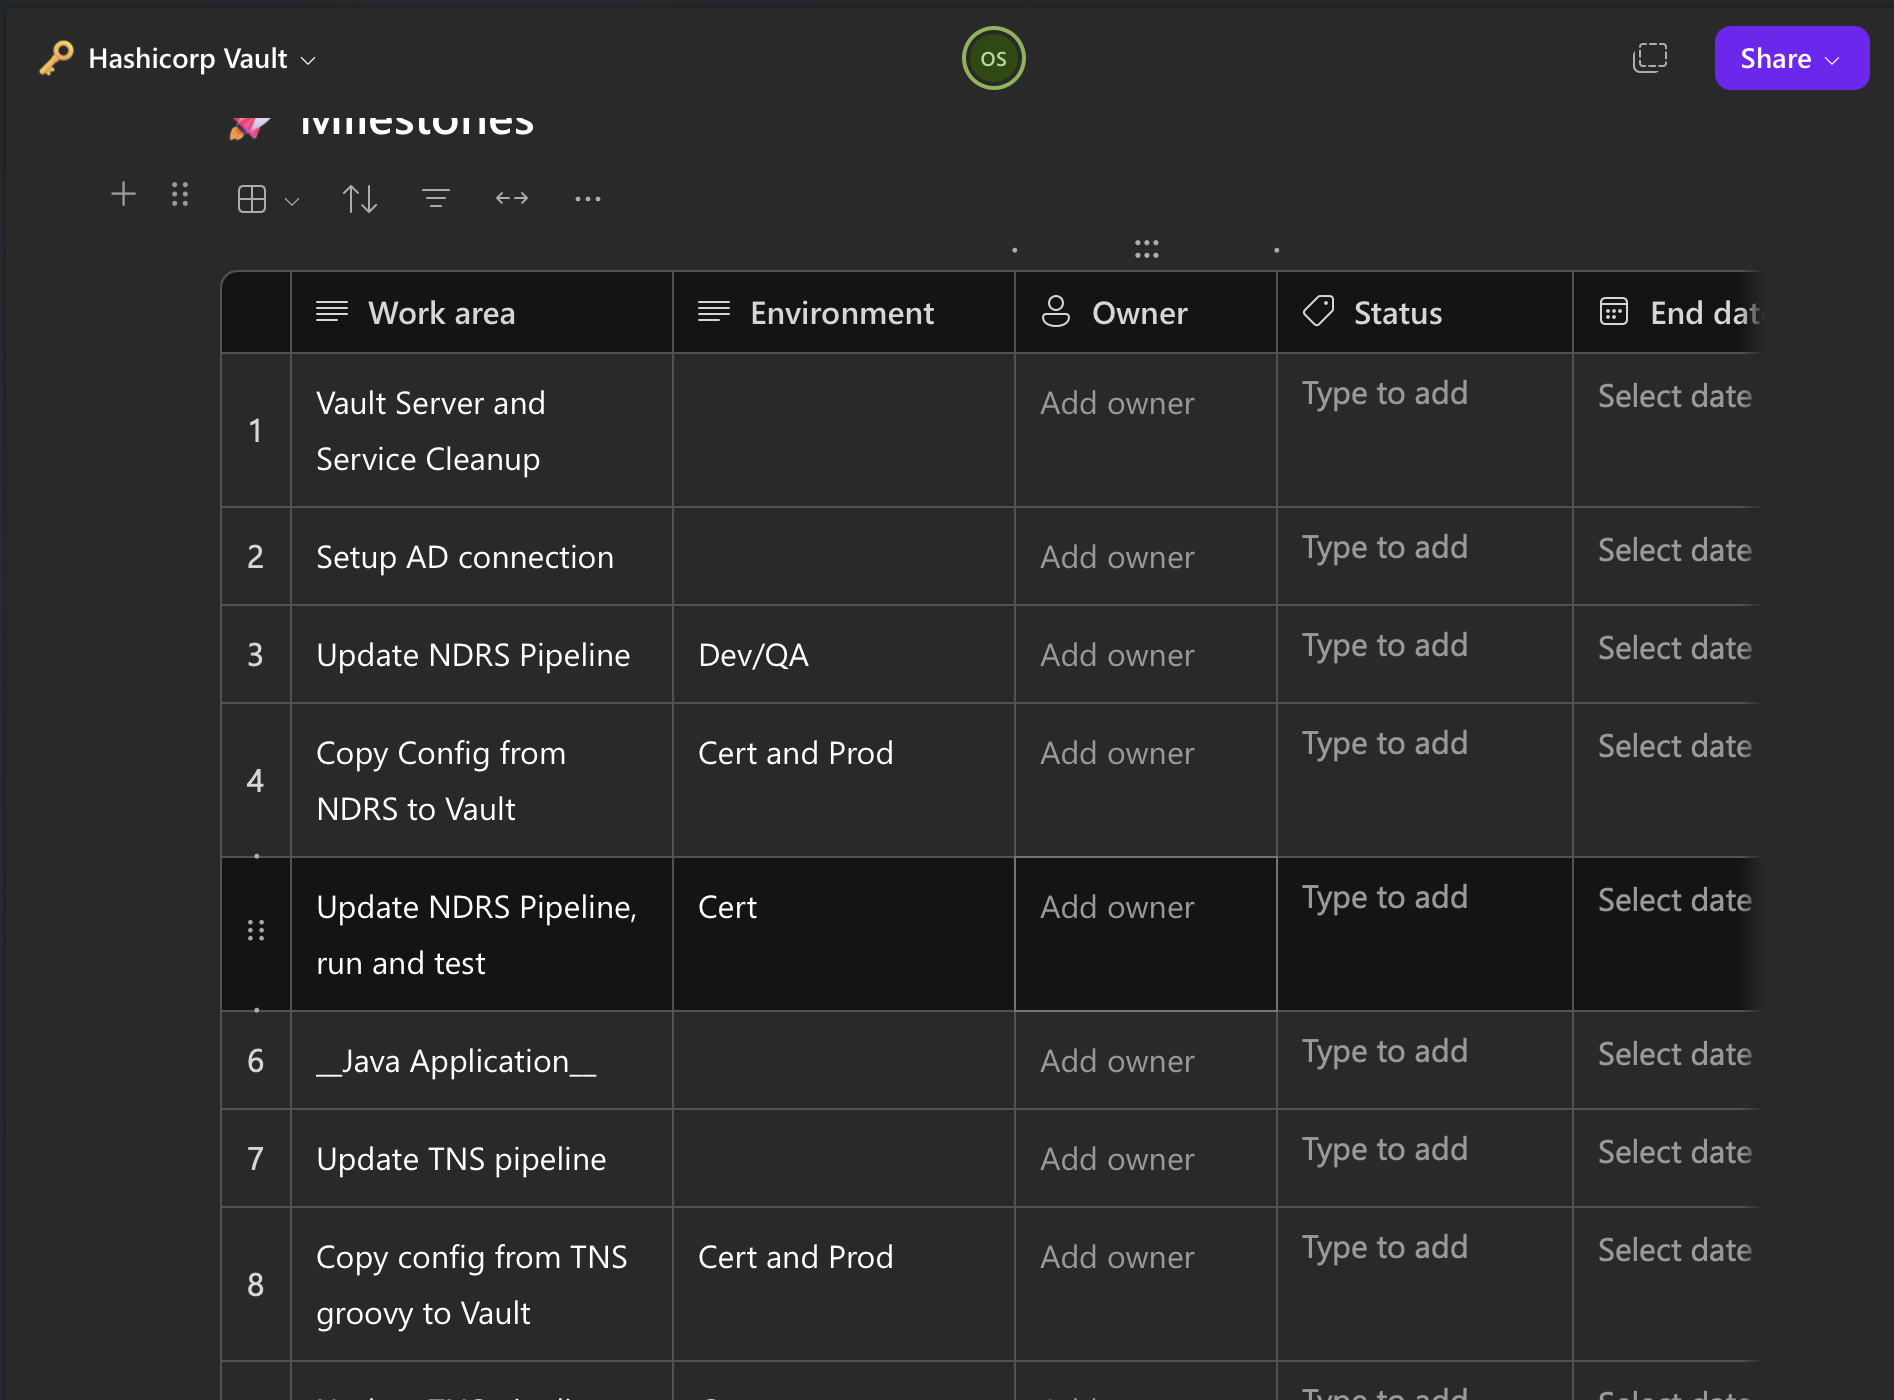 Hashicorp Vault
OS
Share
Milestones
Work area Environment Owner Status End dat
1 Vault Server and Add owner Type to add Select date
Service Cleanup
2 Setup AD connection Add owner Type to add Select date
3 Update NDRS Pipeline Dev/QA Add owner Type to add Select date
4 Copy Config from Cert and Prod Add owner Type to add Select date
NDRS to Vault
Update NDRS Pipeline, Cert Add owner Type to add Select date
run and test
6 __Java Application__ Add owner Type to add Select date
7 Update TNS pipeline Add owner Type to add Select date
8 Copy config from TNS Cert and Prod Add owner Type to add Select date
groovy to Vault
Type to add Select date